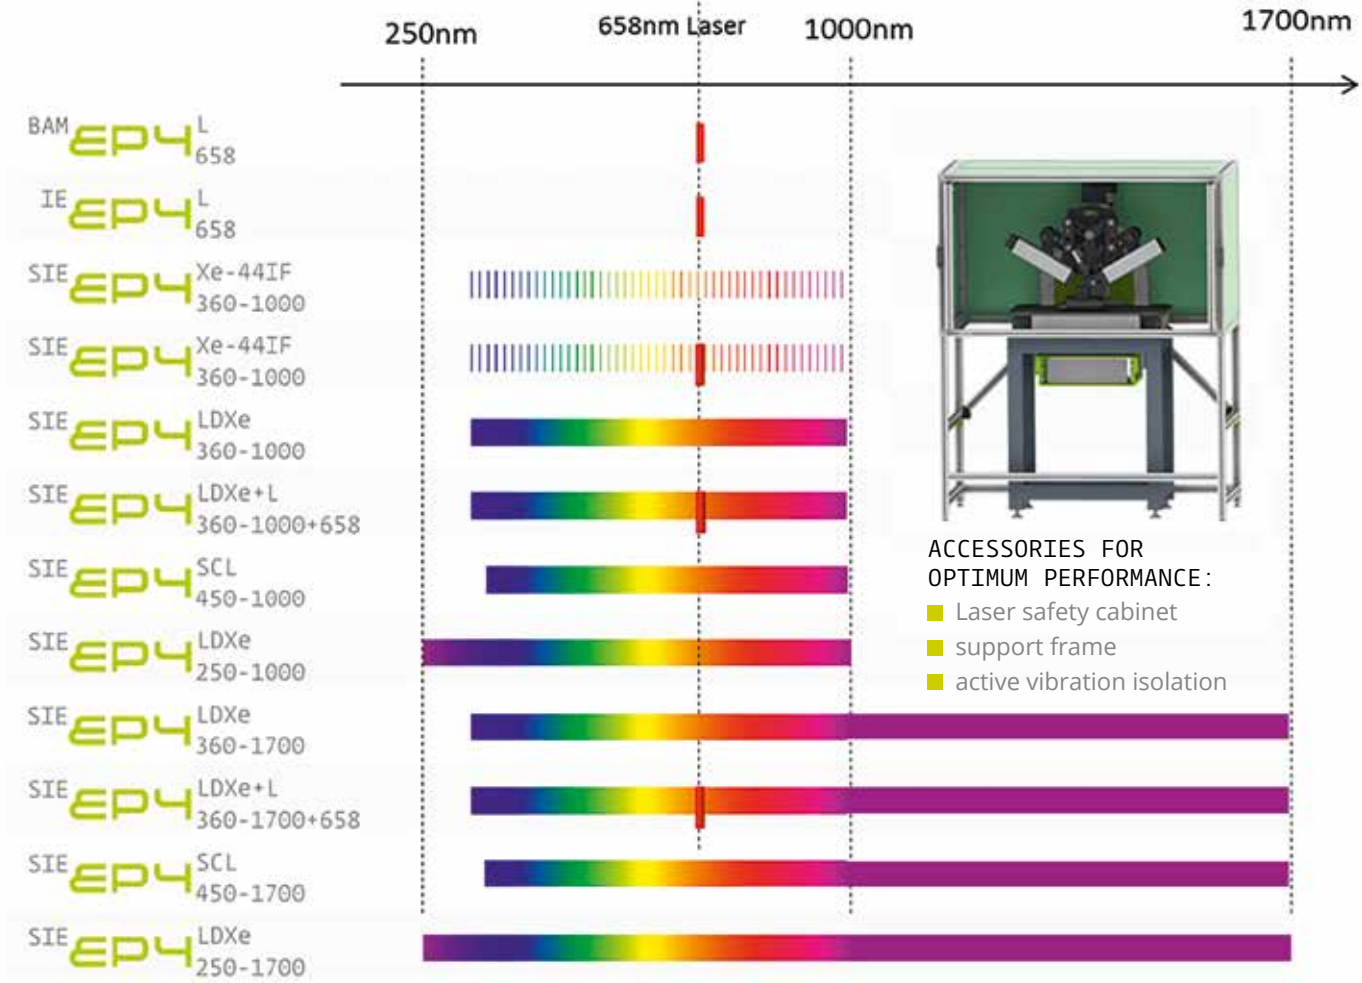 250nm
658nm Laser
1000nm
1700nm
BAM EP4 L
658
IE EP4 L
658
SIE EP4 Xe-44IF
360-1000
SIE EP4 Xe-44IF
360-1000
SIE EP4 LDXe
360-1000
SIE EP4 LDXe+L
360-1000+658
SIE EP4 SCL
450-1000
SIE EP4 LDXe
250-1000
SIE EP4 LDXe
360-1700
SIE EP4 LDXe+L
360-1700+658
SIE EP4 SCL
450-1700
SIE EP4 LDXe
250-1700
ACCESSORIES FOR
OPTIMUM PERFORMANCE:
Laser safety cabinet
support frame
active vibration isolation